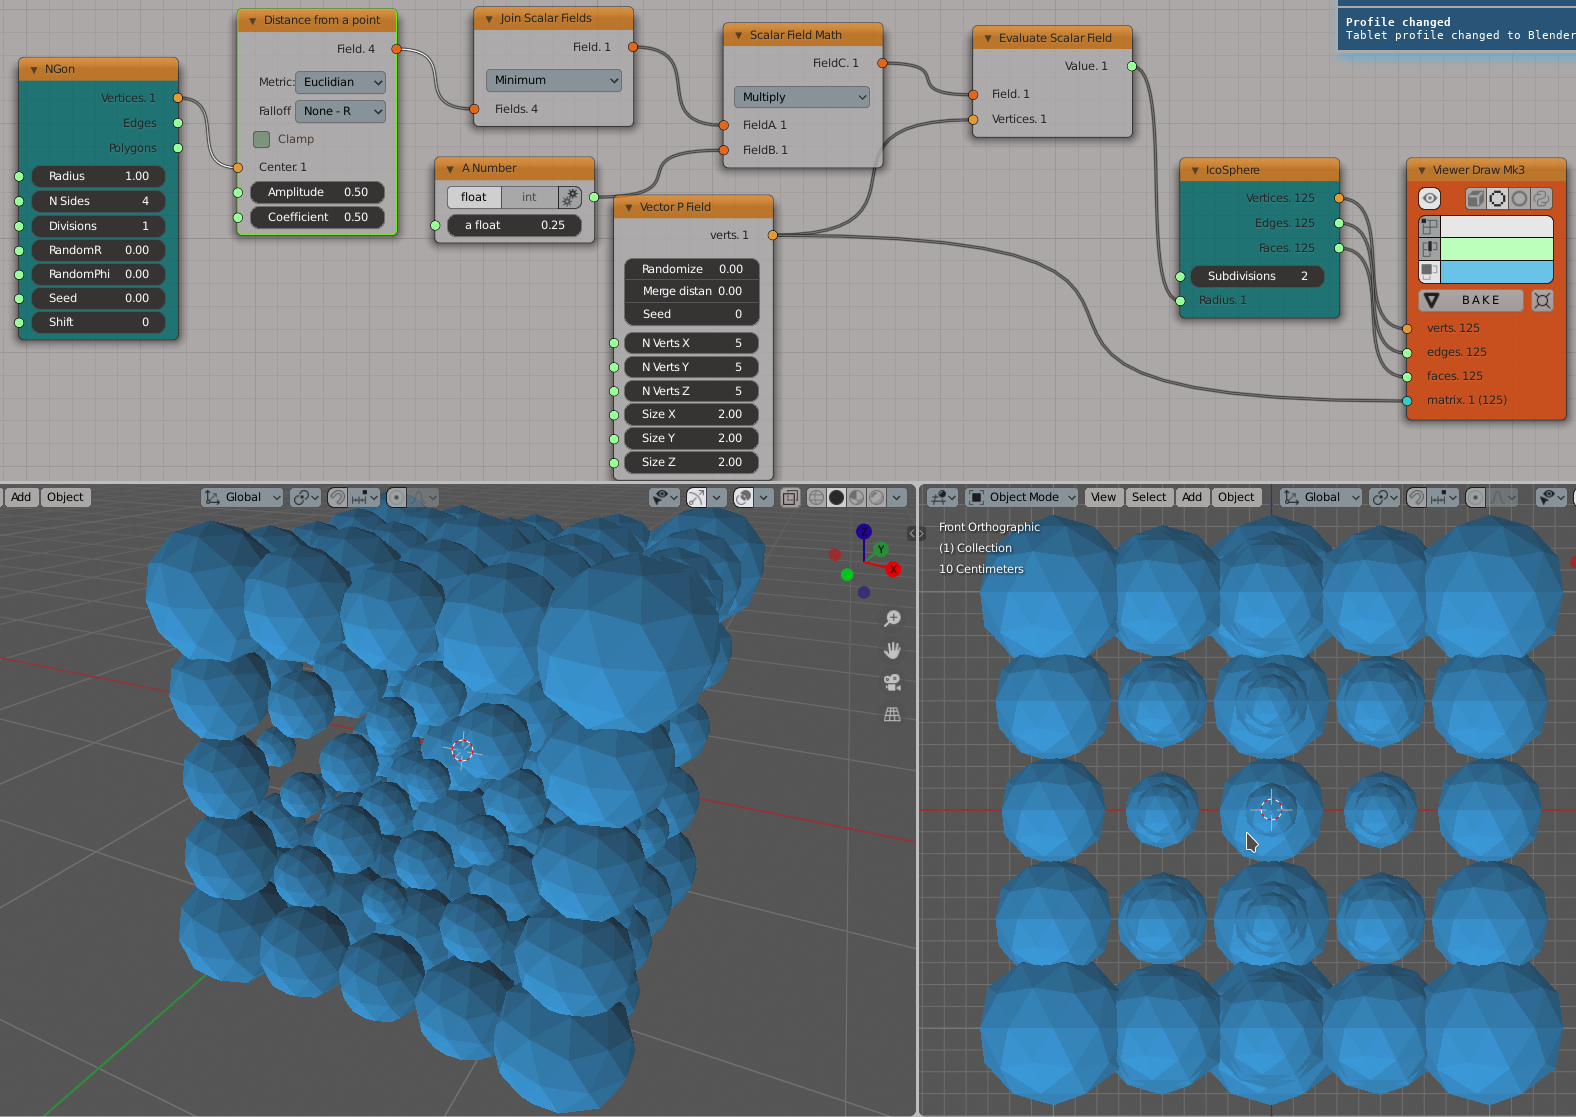 Profile changed
Tablet profile changed to Blender
NGon
Vertices. 1
Edges
Polygons
Radius 1.00
N Sides 4
Divisions 1
RandomR 0.00
RandomPhi 0.00
Seed 0.00
Shift 0
Distance from a point
Field. 4
Metric: Euclidian
Falloff None - R
Clamp
Center. 1
Amplitude 0.50
Coefficient 0.50
Join Scalar Fields
Field. 1
Minimum
Fields. 4
A Number
float int
a float 0.25
Vector P Field
verts. 1
Randomize 0.00
Merge distan 0.00
Seed 0
N Verts X 5
N Verts Y 5
N Verts Z 5
Size X 2.00
Size Y 2.00
Size Z 2.00
Scalar Field Math
FieldC. 1
Multiply
FieldA. 1
FieldB. 1
Evaluate Scalar Field
Value. 1
Field. 1
Vertices. 1
IcoSphere
Vertices. 125
Edges. 125
Faces. 125
Subdivisions 2
Radius. 1
Viewer Draw Mk3
BAKE
verts. 125
edges. 125
faces. 125
matrix. 1 (125)
Add Object Global
Z
Y
X
Object Mode View Select Add Object Global
Front Orthographic
(1) Collection
10 Centimeters